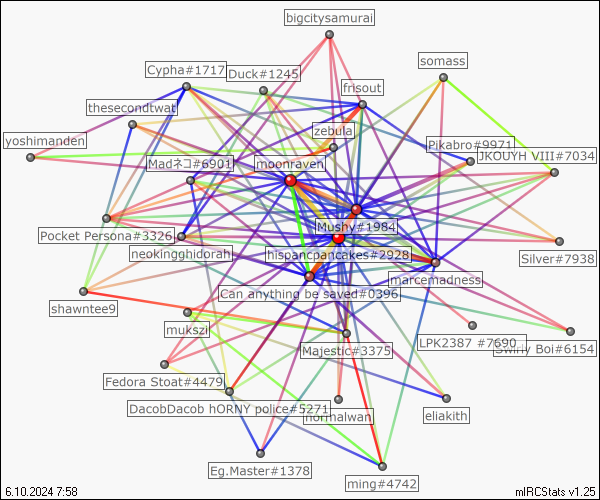 bigcitysamurai
somass
Cypha#1717
Duck#1245
frisout
thesecondtwat
zebula
yoshimanden
Pikabro#9971
JKOUYH VIII#7034
Madネコ#6901
moonraven
Mushy#1984
Pocket Persona#3326
neokingghidorah
hispancpancakes#2928
Silver#7938
marcemadness
Can anything be saved#0396
shawntee9
mukszi
Majestic#3375
LPK2387 #7690
Swirly Boi#6154
Fedora Stoat#4479
DacobDacob hORNY police#5271
normalwan
eliakith
Eg.Master#1378
ming#4742
6.10.2024 7:58
mIRCStats v1.25